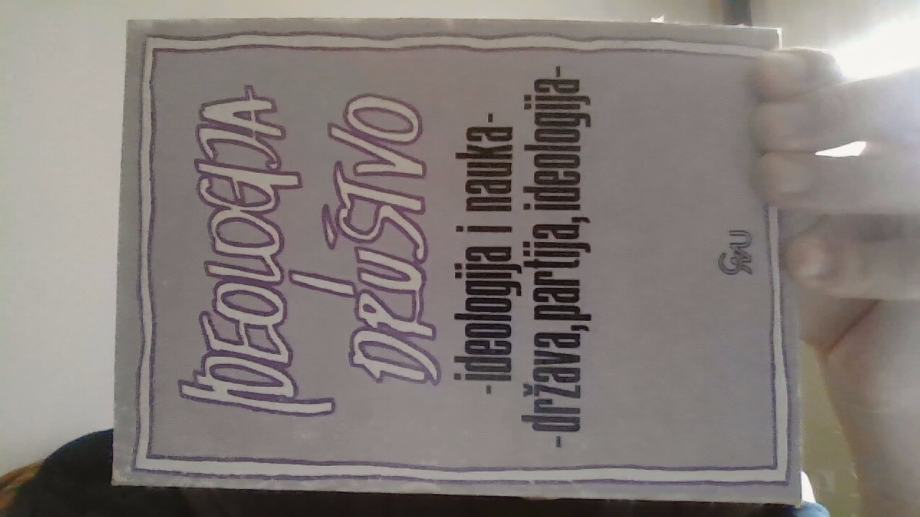 IDEOLOGIJA
I
DRUŠTVO
-ideologija i nauka-
-država,partija,ideologija-